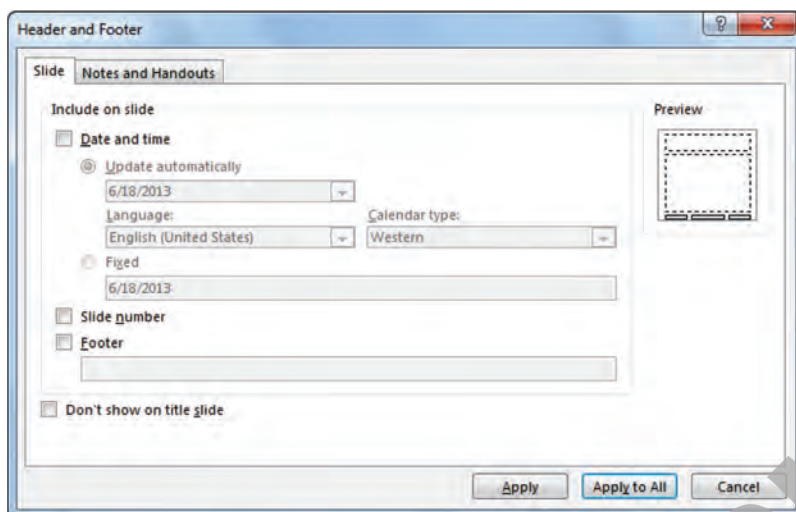 Header and Footer
Slide Notes and Handouts
Include on slide
Preview
Date and time
Update automatically
6/18/2013
Language: Calendar type:
English (United States) Western
Fixed
6/18/2013
Slide number
Footer
Don't show on title slide
Apply Apply to All Cancel